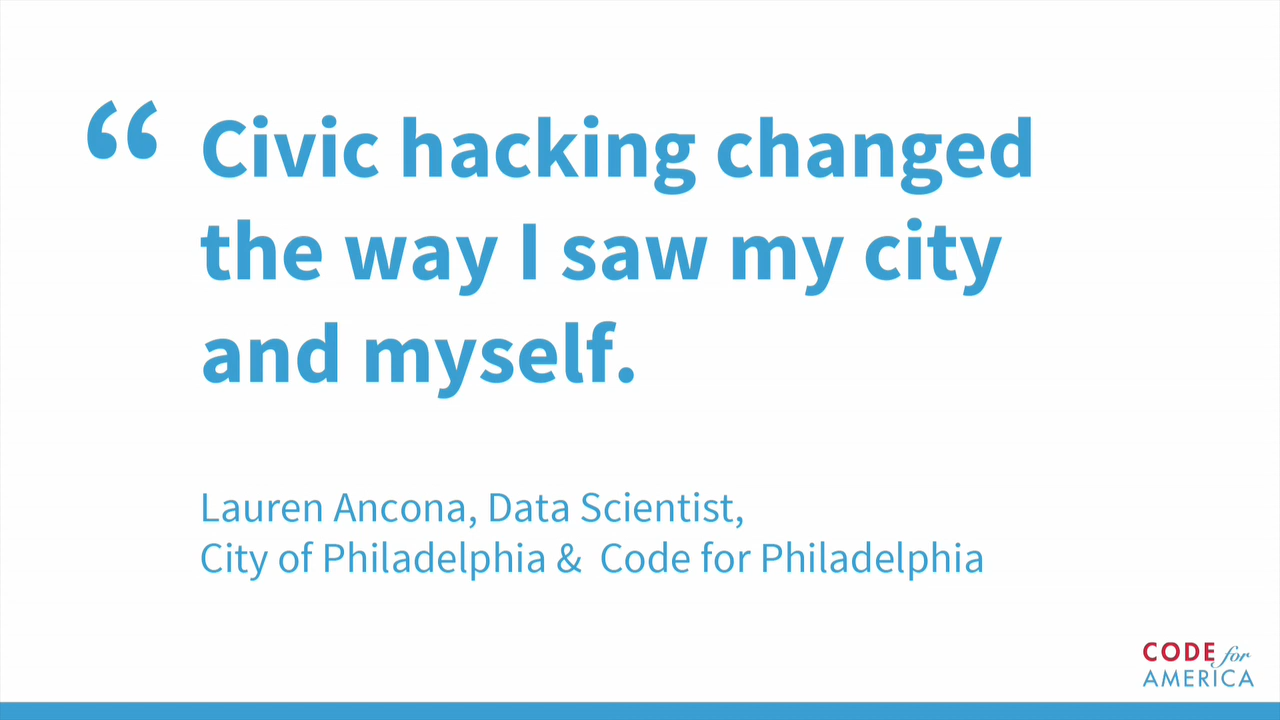 “ Civic hacking changed
the way I saw my city
and myself.
Lauren Ancona, Data Scientist,
City of Philadelphia &  Code for Philadelphia
CODE for
AMERICA